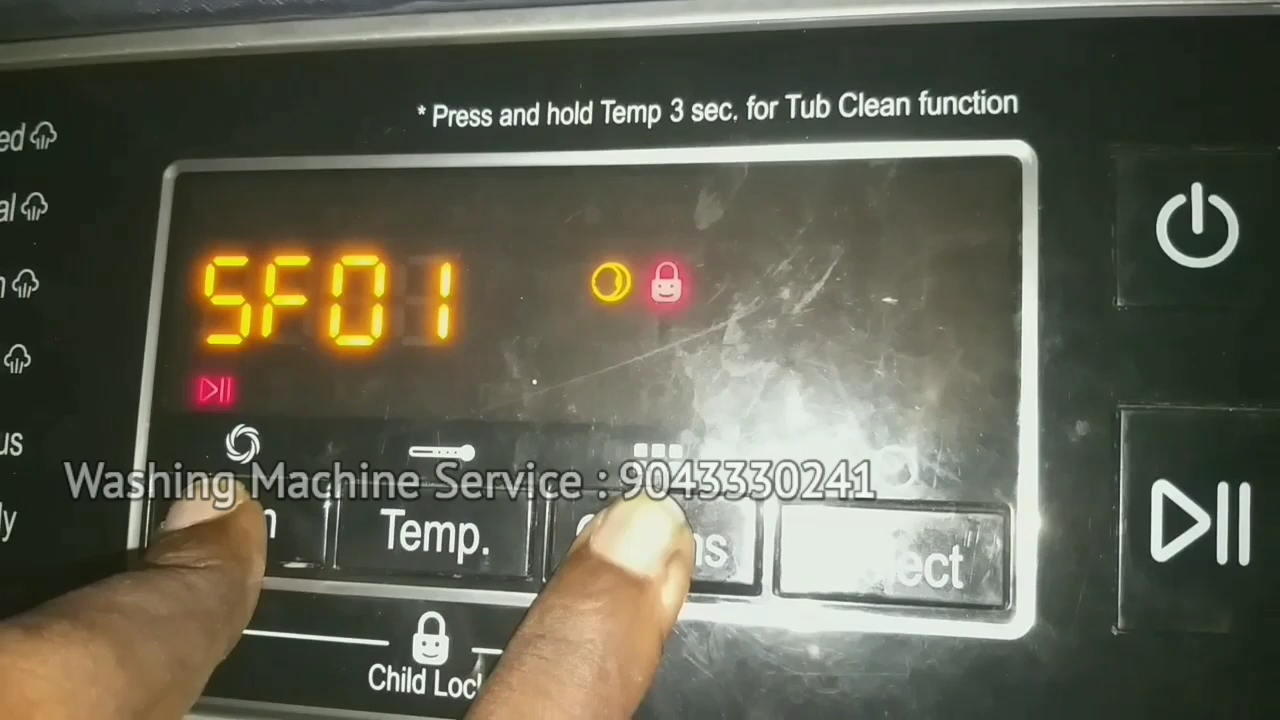 * Press and hold Temp 3 sec. for Tub Clean function
ed
al
SF01
us
Washing Machine Service : 9043330241
Temp.
ly
Child Lock